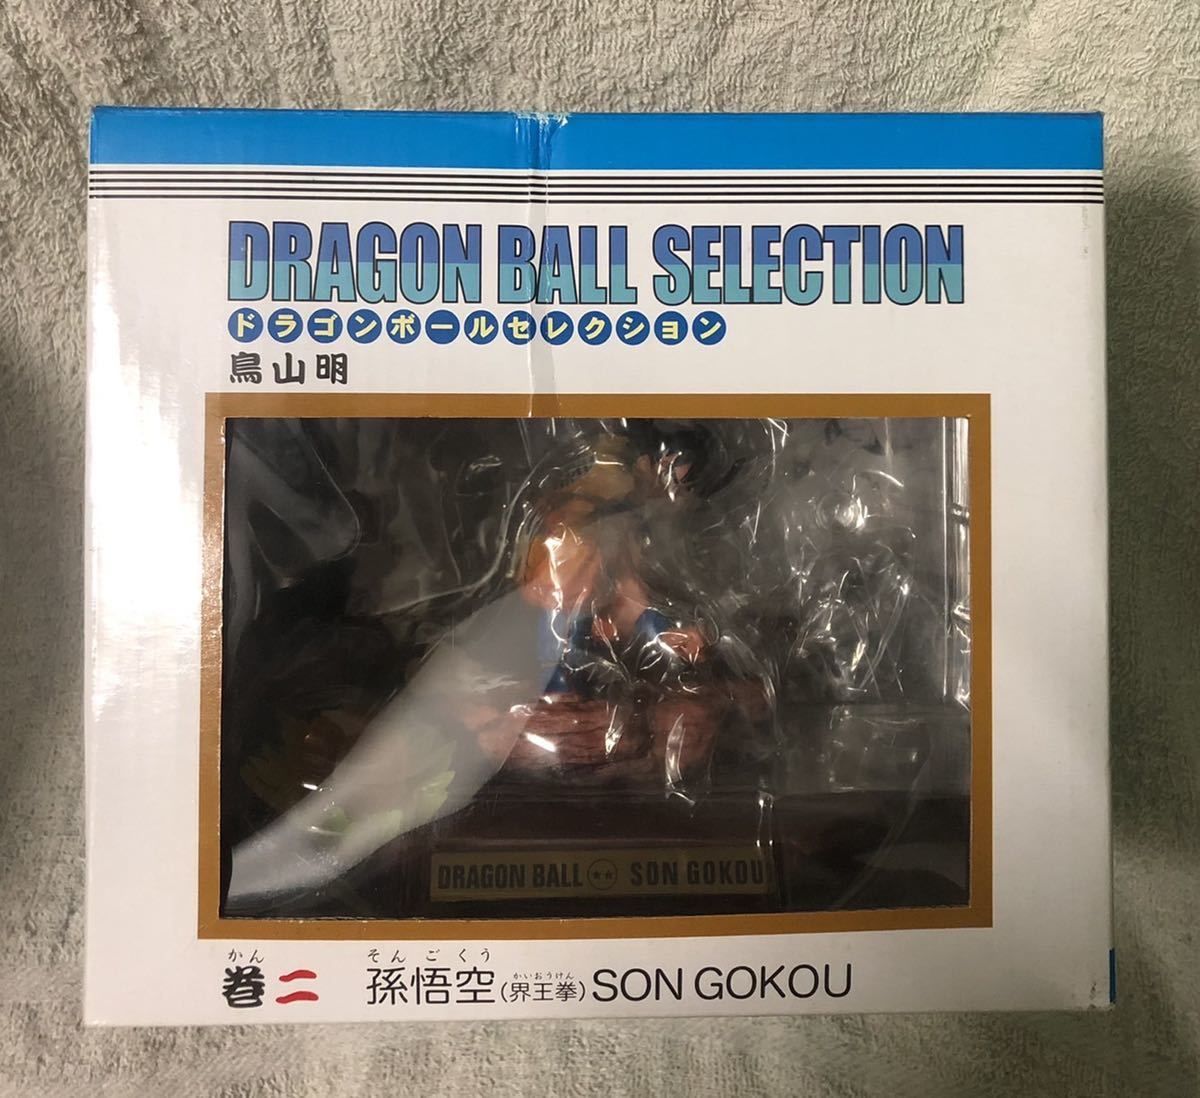 DRAGON BALL SELECTION
ドラゴンボールセレクション
鳥山明
DRAGON BALL ★★ SON GOKOU
かん そんごくう かいおうけん
巻二 孫悟空(界王拳)SON GOKOU